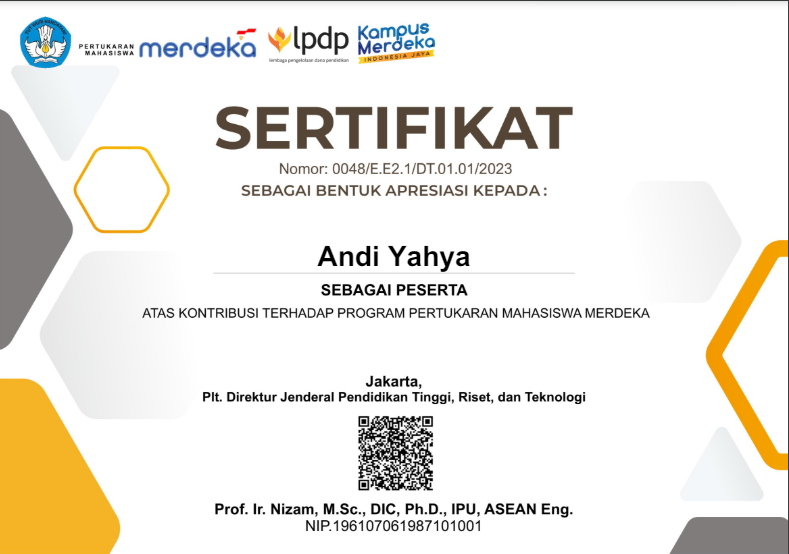 PERTUKARAN
MAHASISWA
merdeka
lpdp
lembaga pengelolaan dana pendidikan
Kampus
Merdeka
INDONESIA JAYA
SERTIFIKAT
Nomor: 0048/E.E2.1/DT.01.01/2023
SEBAGAI BENTUK APRESIASI KEPADA :
Andi Yahya
SEBAGAI PESERTA
ATAS KONTRIBUSI TERHADAP PROGRAM PERTUKARAN MAHASISWA MERDEKA
Jakarta,
Plt. Direktur Jenderal Pendidikan Tinggi, Riset, dan Teknologi
Prof. Ir. Nizam, M.Sc., DIC, Ph.D., IPU, ASEAN Eng.
NIP.196107061987101001